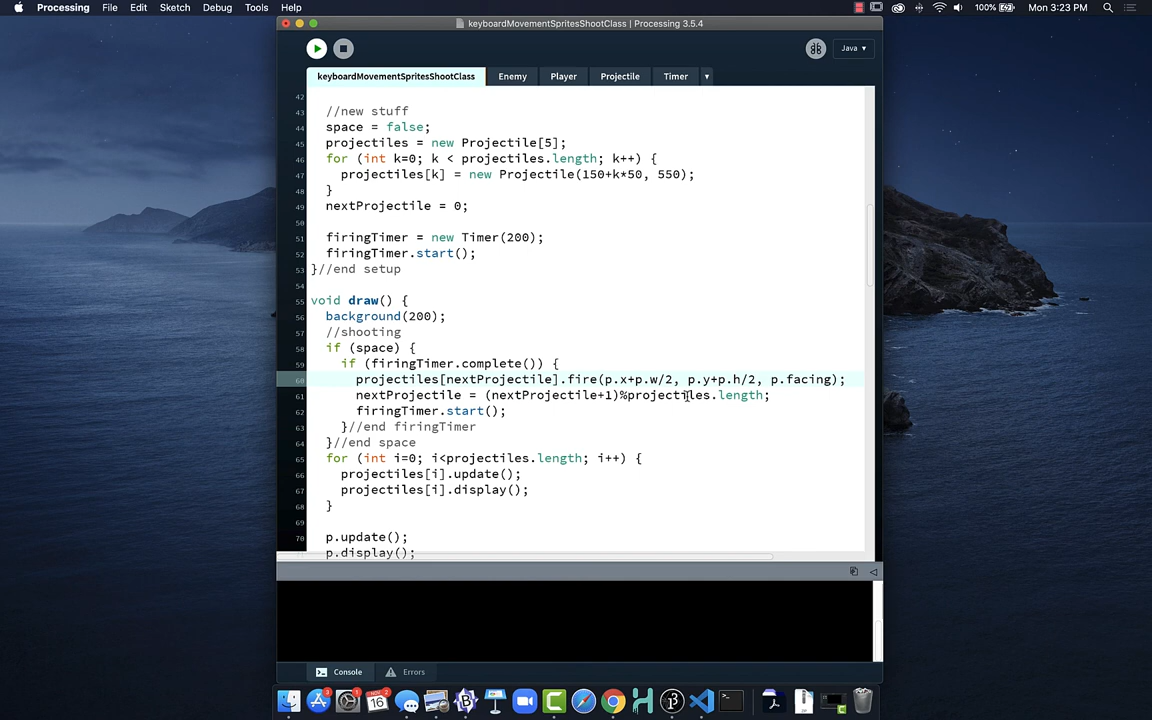 Processing File Edit Sketch Debug Tools Help 100% Mon 3:23 PM
keyboardMovementSpritesShootClass | Processing 3.5.4
Java ▾
keyboardMovementSpritesShootClass Enemy Player Projectile Timer ▾
42
43 //new stuff
44 space = false;
45 projectiles = new Projectile[5];
46 for (int k=0; k < projectiles.length; k++) {
47 projectiles[k] = new Projectile(150+k*50, 550);
48 }
49 nextProjectile = 0;
50
51 firingTimer = new Timer(200);
52 firingTimer.start();
53 }//end setup
54
55 void draw() {
56 background(200);
57 //shooting
58 if (space) {
59 if (firingTimer.complete()) {
60 projectiles[nextProjectile].fire(p.x+p.w/2, p.y+p.h/2, p.facing);
61 nextProjectile = (nextProjectile+1)%projectiles.length;
62 firingTimer.start();
63 }//end firingTimer
64 }//end space
65 for (int i=0; i<projectiles.length; i++) {
66 projectiles[i].update();
67 projectiles[i].display();
68 }
69
70 p.update();
p.display();
Console Errors